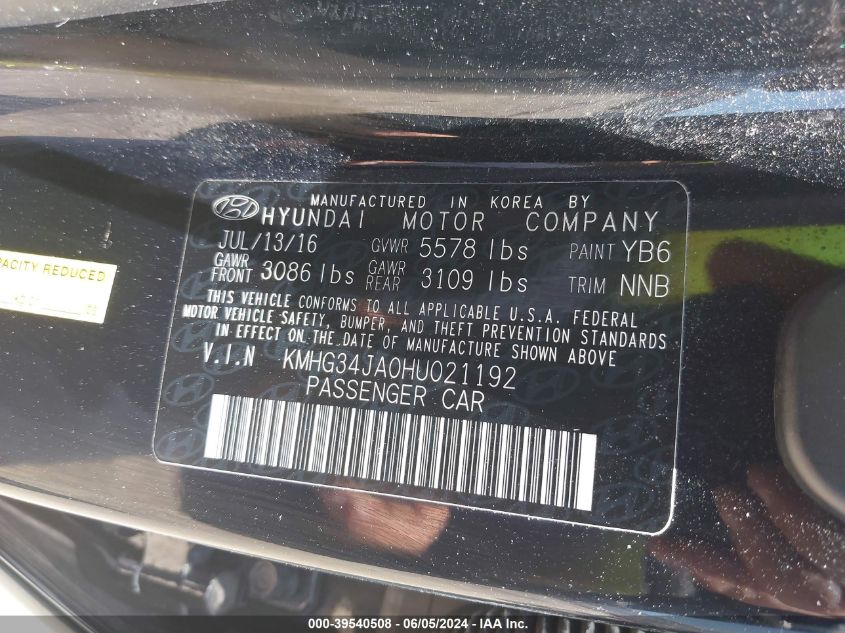 MANUFACTURED IN KOREA BY
HYUNDAI MOTOR COMPANY
JUL/13/16 GVWR 5578 lbs PAINT YB6
GAWR FRONT 3086 lbs GAWR REAR 3109 lbs TRIM NNB
THIS VEHICLE CONFORMS TO ALL APPLICABLE U.S.A. FEDERAL
MOTOR VEHICLE SAFETY, BUMPER, AND THEFT PREVENTION STANDARDS
IN EFFECT ON THE DATE OF MANUFACTURE SHOWN ABOVE
V.I.N KMHG34JA0HU021192
PASSENGER CAR
PACITY REDUCED
000-39540508 - 06/05/2024 - IAA Inc.